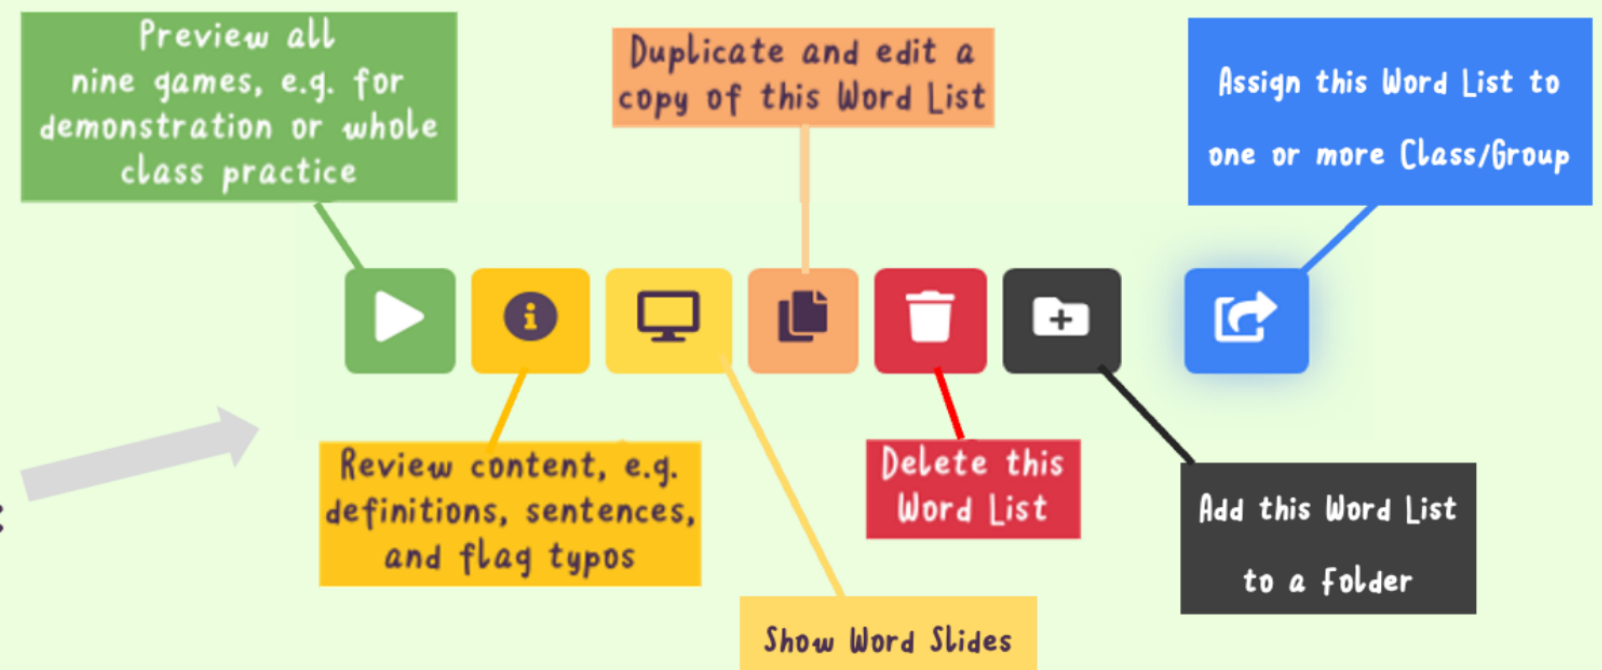 Preview all
nine games, e.g. for
demonstration or whole
class practice
Duplicate and edit a
copy of this Word List
Assign this Word List to
one or more Class/Group
Review content, e.g.
definitions, sentences,
and flag typos
Show Word Slides
Delete this
Word List
Add this Word List
to a Folder